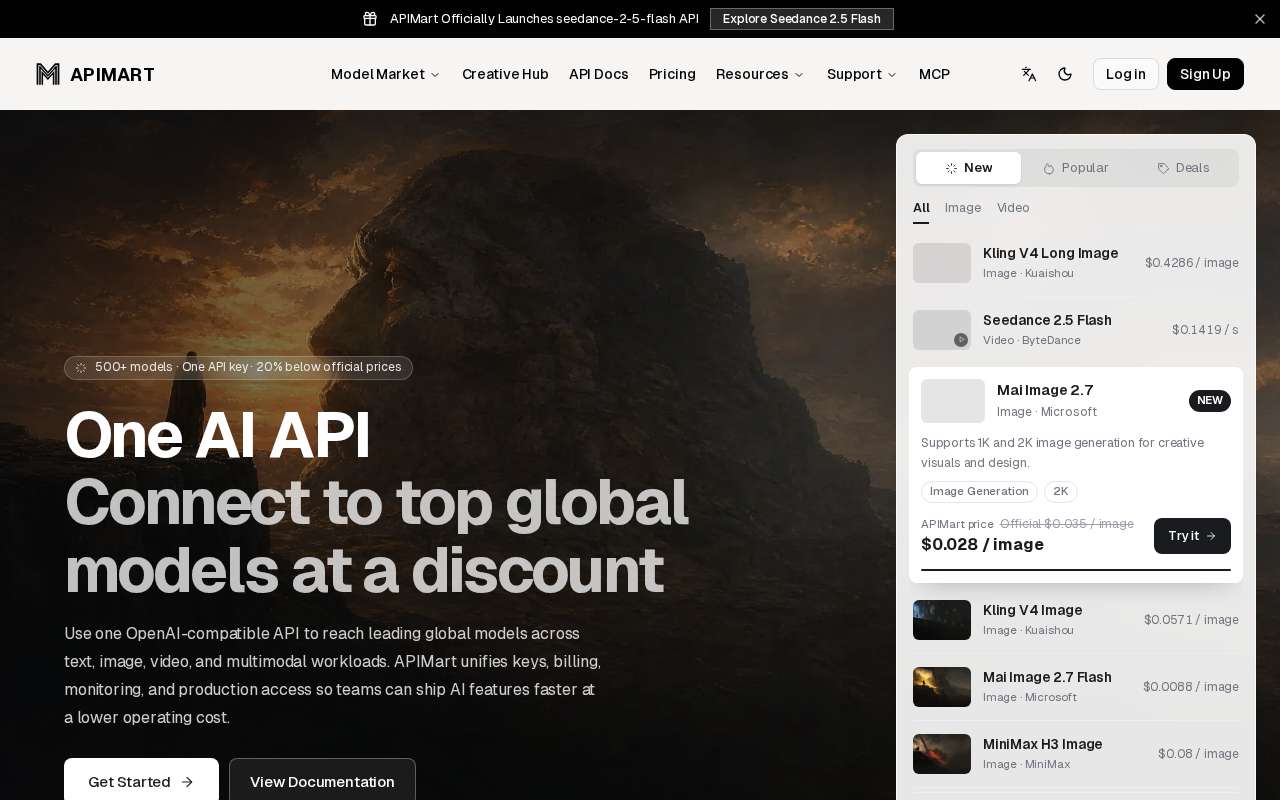 APIMart Officially Launches seedance-2-5-flash API
Explore Seedance 2.5 Flash
APIMART
Model Market
Creative Hub
API Docs
Pricing
Resources
Support
MCP
Log in
Sign Up
500+ models · One API key · 20% below official prices
One AI API
Connect to top global
models at a discount
Use one OpenAI-compatible API to reach leading global models across
text, image, video, and multimodal workloads. APIMart unifies keys, billing,
monitoring, and production access so teams can ship AI features faster at
a lower operating cost.
Get Started
View Documentation
New
Popular
Deals
All
Image
Video
Kling V4 Long Image
Image · Kuaishou
$0.4286 / image
Seedance 2.5 Flash
Video · ByteDance
$0.1419 / s
Mai Image 2.7
Image · Microsoft
NEW
Supports 1K and 2K image generation for creative
visuals and design.
Image Generation
2K
APIMart price Official $0.035 / image
$0.028 / image
Try it
Kling V4 Image
Image · Kuaishou
$0.0571 / image
Mai Image 2.7 Flash
Image · Microsoft
$0.0088 / image
MiniMax H3 Image
Image · MiniMax
$0.08 / image